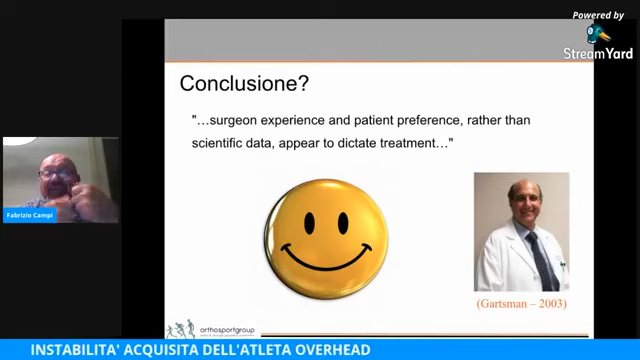 Powered by
StreamYard
Conclusione?
"…surgeon experience and patient preference, rather than
scientific data, appear to dictate treatment…"
Fabrizio Campi
(Gartsman – 2003)
orthosportgroup
INSTABILITA' ACQUISITA DELL'ATLETA OVERHEAD